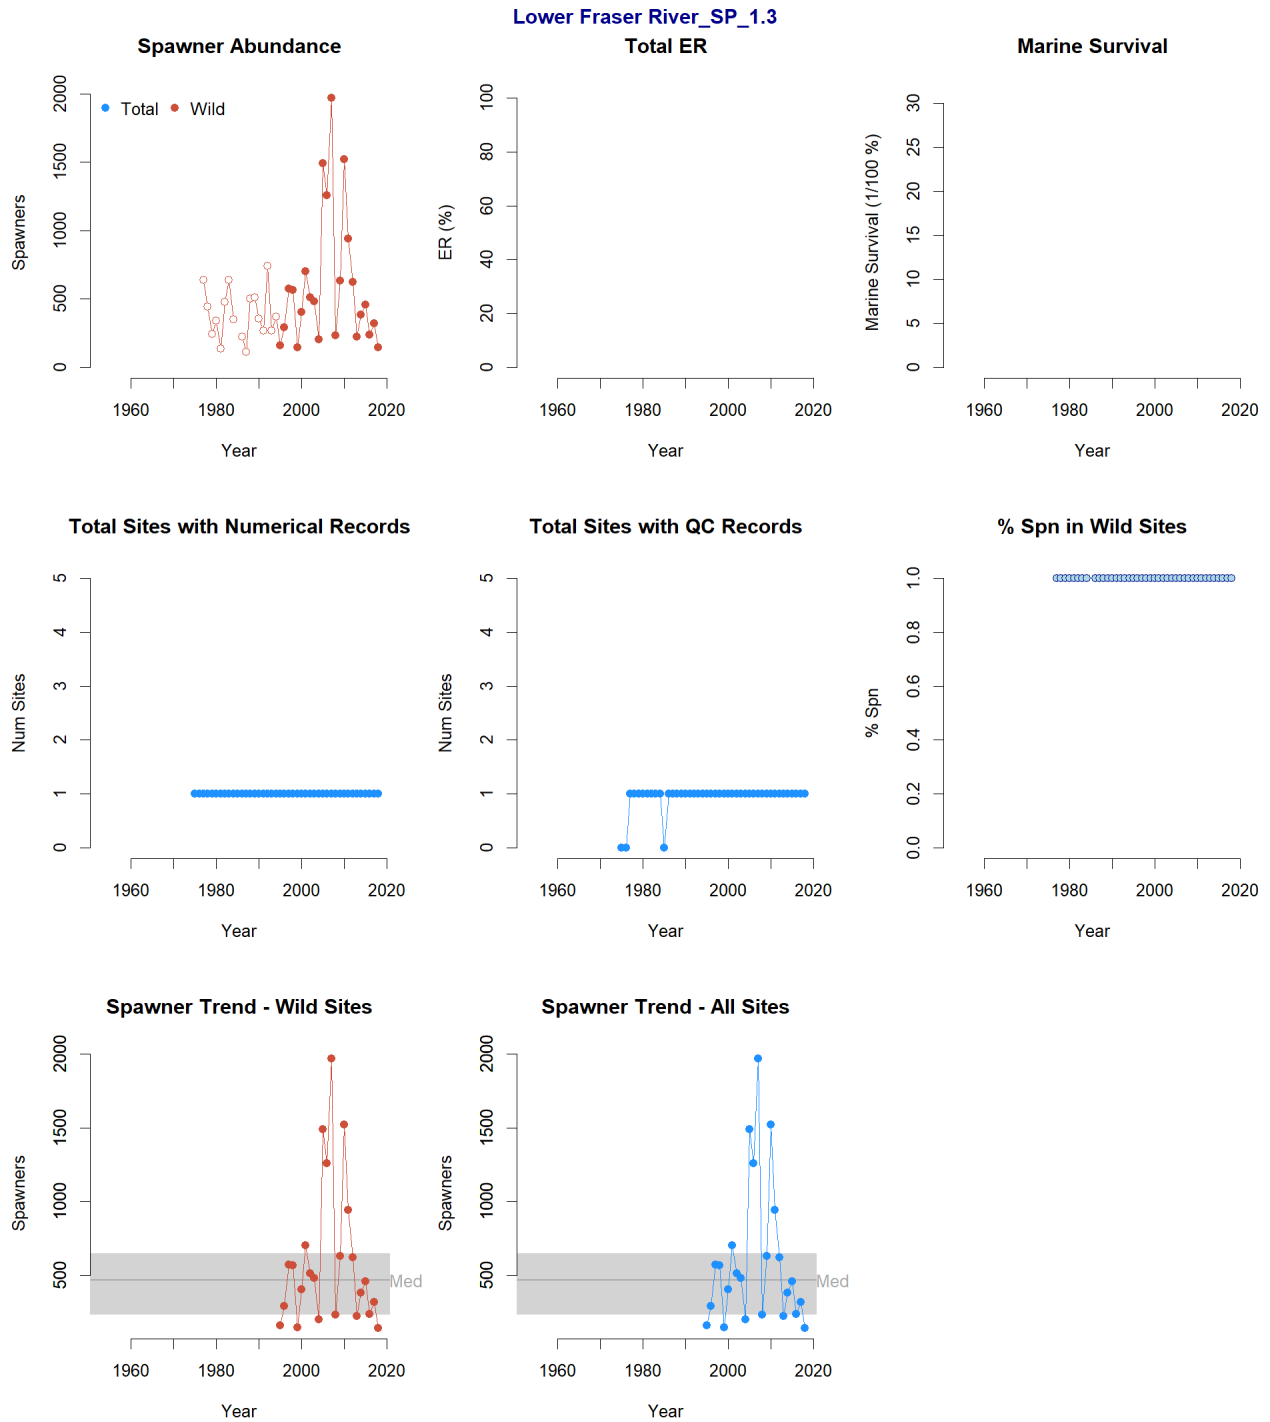 Lower Fraser River_SP_1.3
Spawner Abundance
Total ER
Marine Survival
Total Wild
Spawners
0 500 1000 1500 2000
1960 1980 2000 2020
Year
ER (%)
0 20 40 60 80 100
1960 1980 2000 2020
Year
Marine Survival (1/100 %)
0 5 10 15 20 25 30
1960 1980 2000 2020
Year
Total Sites with Numerical Records
Total Sites with QC Records
% Spn in Wild Sites
Num Sites
0 1 2 3 4 5
1960 1980 2000 2020
Year
Num Sites
0 1 2 3 4 5
1960 1980 2000 2020
Year
% Spn
0.0 0.2 0.4 0.6 0.8 1.0
1960 1980 2000 2020
Year
Spawner Trend - Wild Sites
Spawner Trend - All Sites
Spawners
500 1000 1500 2000
Med
1960 1980 2000 2020
Year
Spawners
500 1000 1500 2000
Med
1960 1980 2000 2020
Year